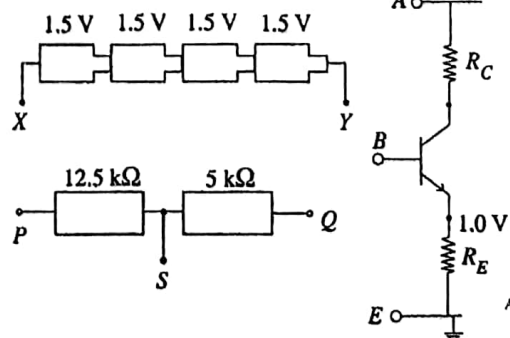 1.5 V 1.5 V 1.5 V 1.5 V
X Y
12.5 kΩ 5 kΩ
P Q
S
A
R_C
B
1.0 V
R_E
E